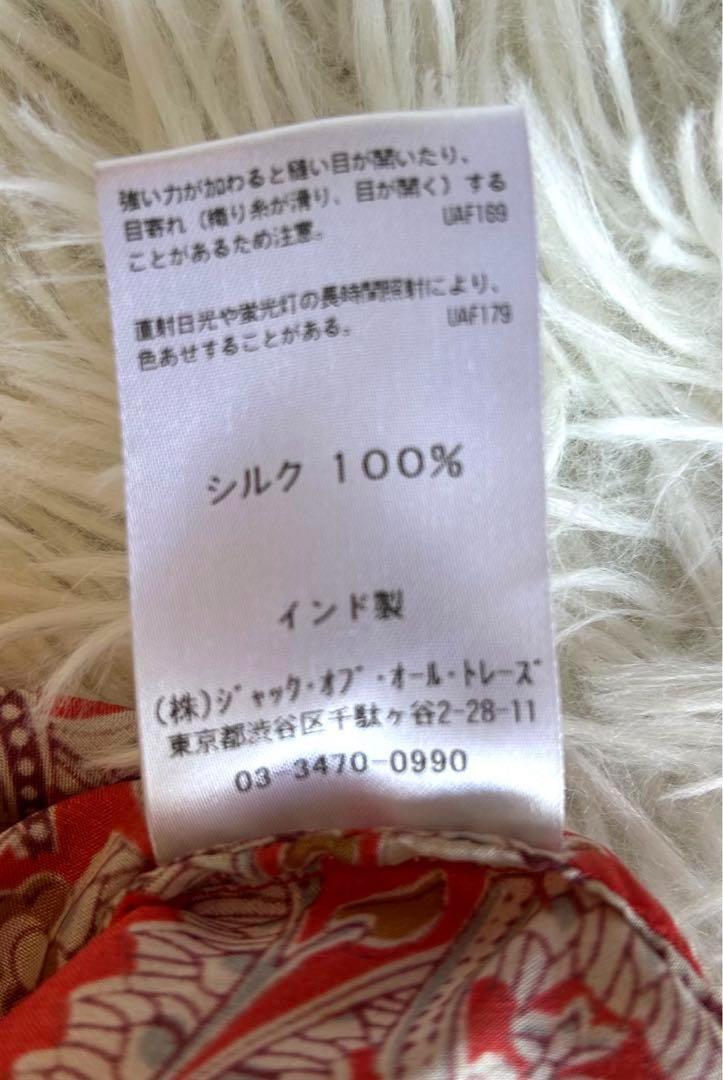 強い力が加わると縫い目が開いたり、
目寄れ（織り糸が滑り、目が開く）する
ことがあるため注意。 UAF169
直射日光や蛍光灯の長時間照射により、
色あせすることがある。 UAF179
シルク 100%
インド製
(株)ジャック・オブ・オール・トレーズ
東京都渋谷区千駄ヶ谷2-28-11
03-3470-0990